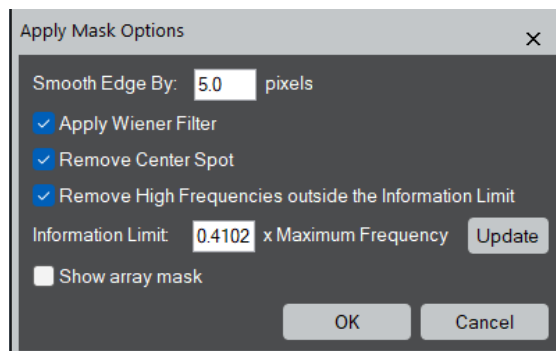 Apply Mask Options
Smooth Edge By: 5.0 pixels
Apply Wiener Filter
Remove Center Spot
Remove High Frequencies outside the Information Limit
Information Limit: 0.4102 x Maximum Frequency Update
Show array mask
OK Cancel